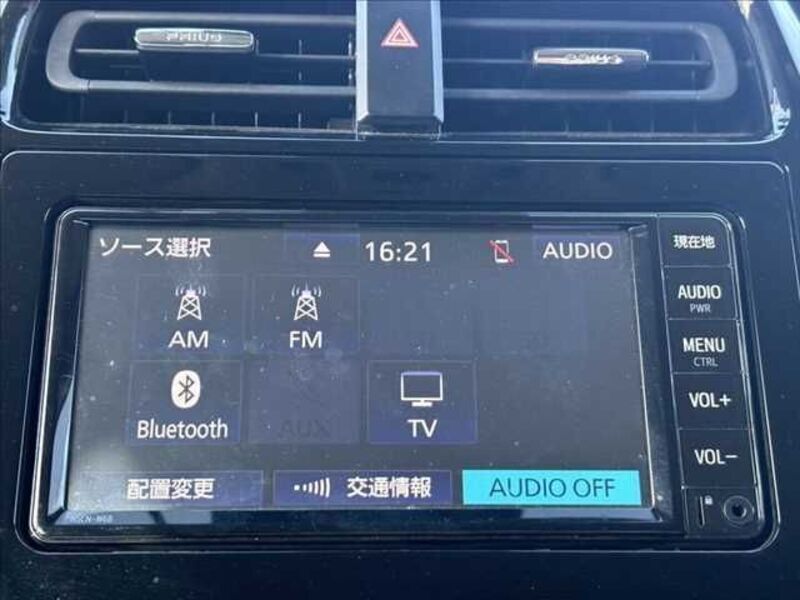 PRIUS
PRIUS
ソース選択
16:21
AUDIO
AM
FM
Bluetooth
AUX
TV
配置変更
交通情報
AUDIO OFF
現在地
AUDIO
PWR
MENU
CTRL
VOL+
VOL−